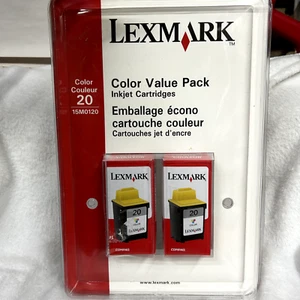 LEXMARK™
Color
Couleur
20
15M0120
Color Value Pack
Inkjet Cartridges
Emballage écono
cartouche couleur
Cartouches jet d'encre
LEXMARK
20
LEXMARK
20
www.lexmark.com